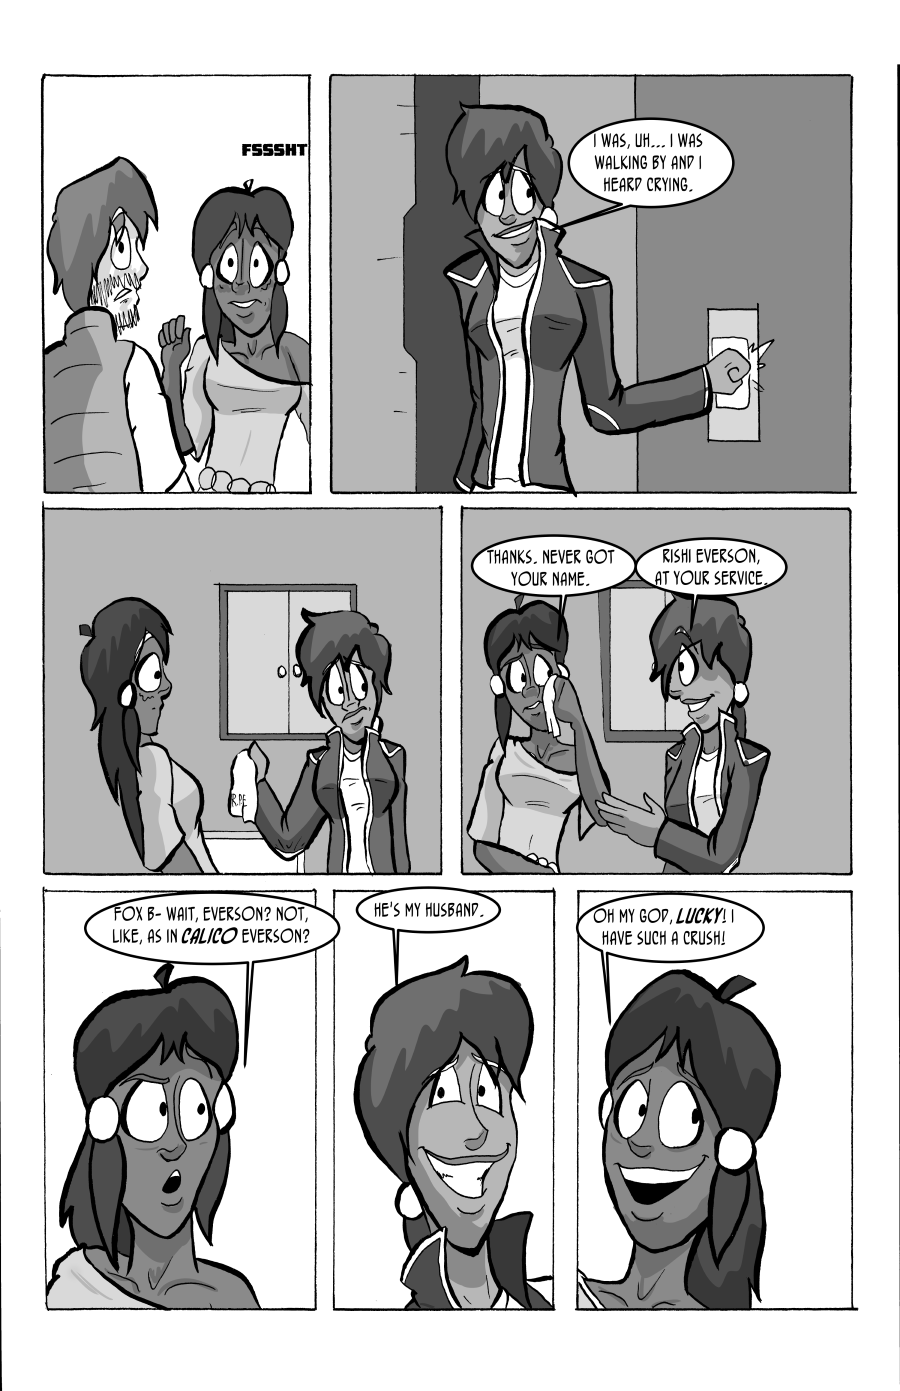 FSSSHT
I WAS, UH... I WAS
WALKING BY AND I
HEARD CRYING.
R.PE
THANKS. NEVER GOT
YOUR NAME.
RISHI EVERSON,
AT YOUR SERVICE.
FOX B- WAIT, EVERSON? NOT,
LIKE, AS IN CALICO EVERSON?
HE'S MY HUSBAND.
OH MY GOD, LUCKY! I
HAVE SUCH A CRUSH!